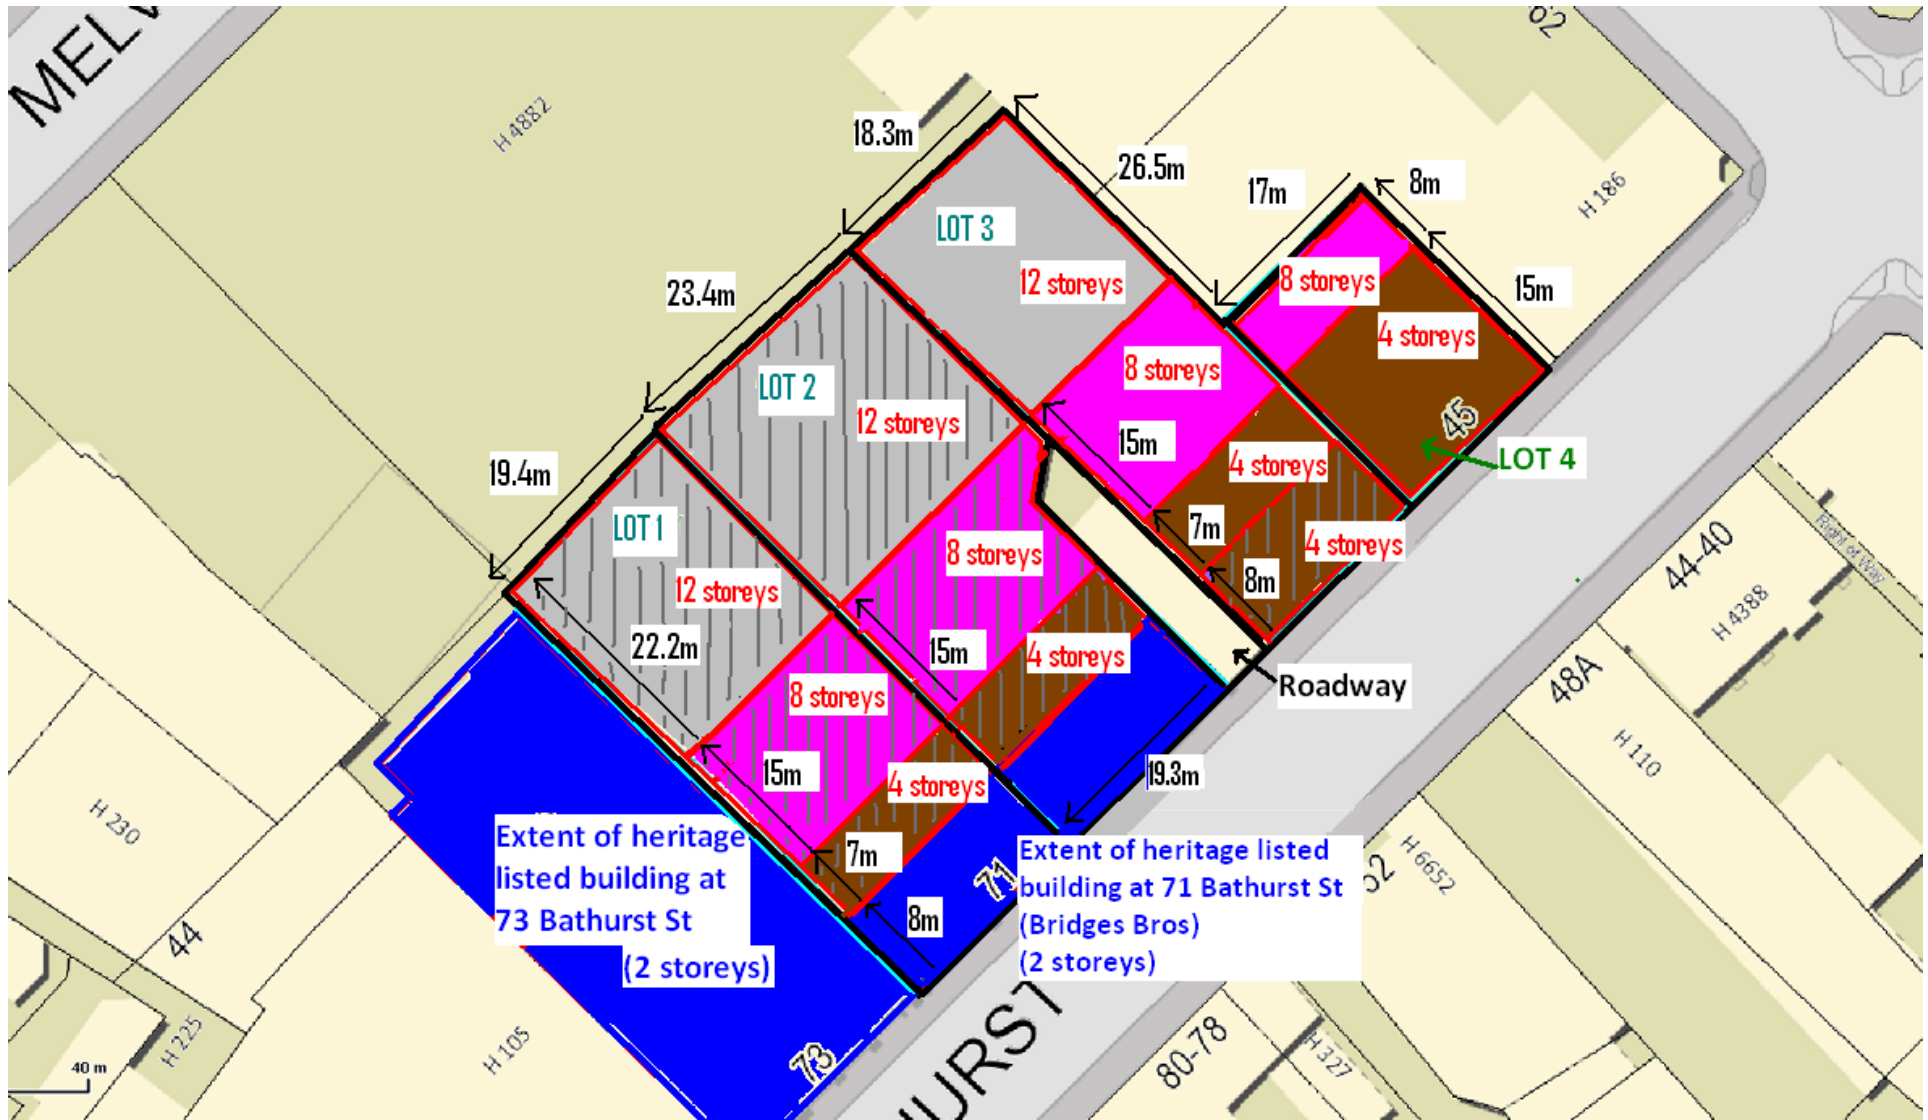 MELV
62
H 4882
18.3m
26.5m
17m
8m
H 186
LOT 3
12 storeys
8 storeys
15m
4 storeys
23.4m
8 storeys
LOT 2
12 storeys
45
15m
LOT 4
4 storeys
19.4m
LOT 1
7m
4 storeys
8 storeys
Right of Way
44-40
12 storeys
8m
H 4388
22.2m
15m
4 storeys
48A
8 storeys
Roadway
H 110
15m
4 storeys
19.3m
H 230
7m
Extent of heritage
listed building at
73 Bathurst St
(2 storeys)
71
8m
Extent of heritage listed
building at 71 Bathurst St
(Bridges Bros)
(2 storeys)
52
H 6652
44
H 225
H 105
73
HURST
80-78
H 327
40 m